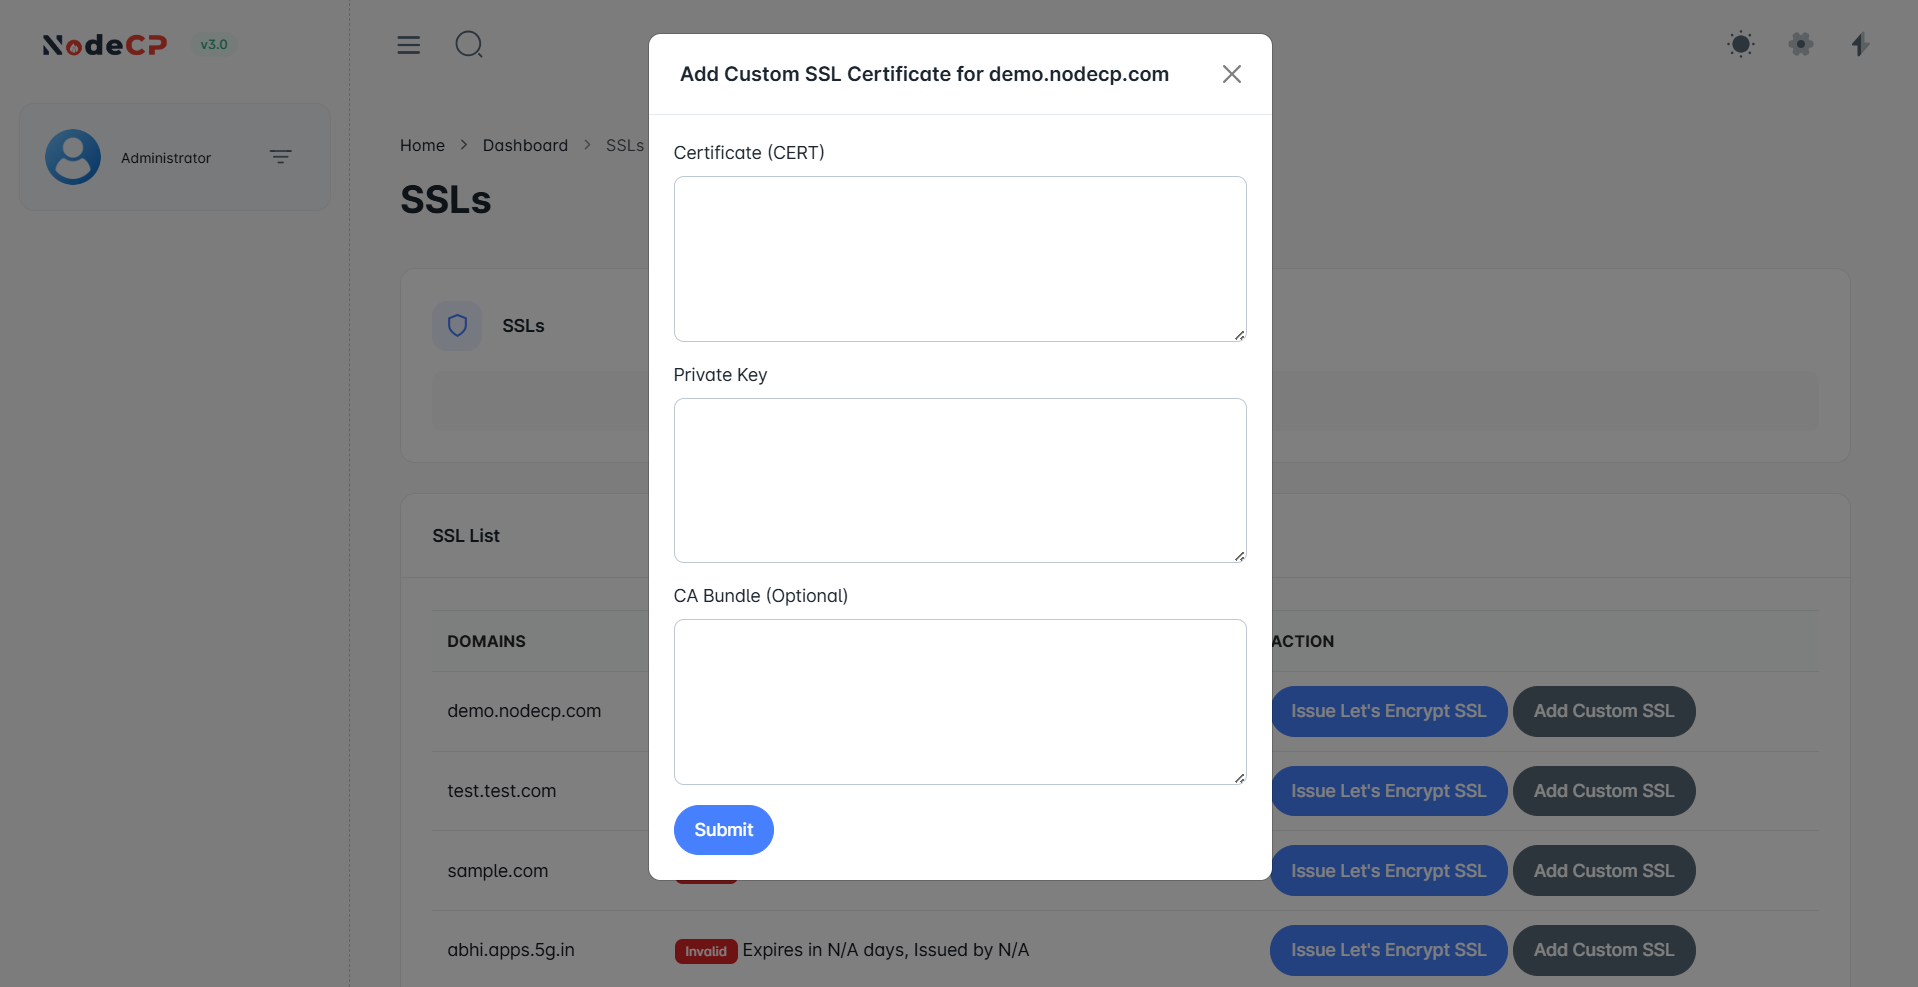 NodeCP v3.0
Administrator
Home > Dashboard > SSLs
SSLs
SSLs
SSL List
DOMAINS
ACTION
demo.nodecp.com
Issue Let's Encrypt SSL
Add Custom SSL
test.test.com
Issue Let's Encrypt SSL
Add Custom SSL
sample.com
Issue Let's Encrypt SSL
Add Custom SSL
abhi.apps.5g.in
Invalid Expires in N/A days, Issued by N/A
Issue Let's Encrypt SSL
Add Custom SSL
Add Custom SSL Certificate for demo.nodecp.com
Certificate (CERT)
Private Key
CA Bundle (Optional)
Submit